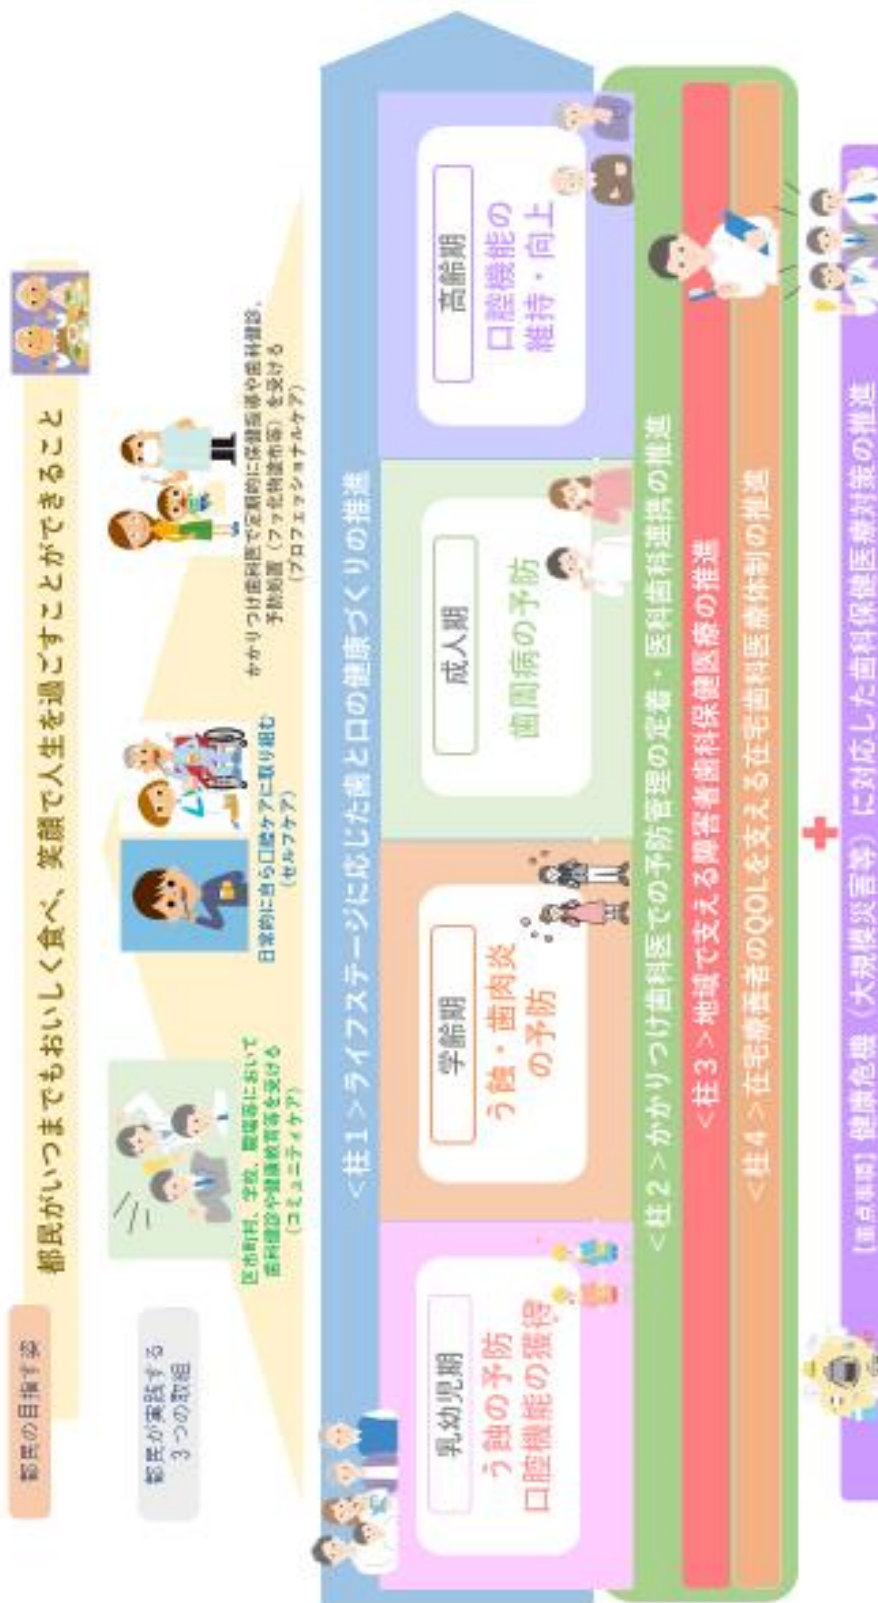 都民の目指す姿
都民がいつまでもおいしく食べ、笑顔で人生を過ごすことができること
都民が実践する
3つの取組
区市町村、学校、職場等において
歯科健診や健康教育等を受ける
(コミュニティケア)
日常的に自ら口腔ケアに取り組む
(セルフケア)
かかりつけ歯科医で定期的に保健指導や歯科健診、
予防処置（フッ化物塗布等）を受ける
(プロフェッショナルケア)
<柱1>ライフステージに応じた歯と口の健康づくりの推進
乳幼児期
う蝕の予防
口腔機能の獲得
学齢期
う蝕・歯肉炎
の予防
成人期
歯周病の予防
高齢期
口腔機能の
維持・向上
<柱2>かかりつけ歯科医での予防管理の定着・医科歯科連携の推進
<柱3>地域で支える障害者歯科保健医療の推進
<柱4>在宅療養者のQOLを支える在宅歯科医療体制の推進
【重点事項】健康危機（大規模災害等）に対応した歯科保健医療対策の推進